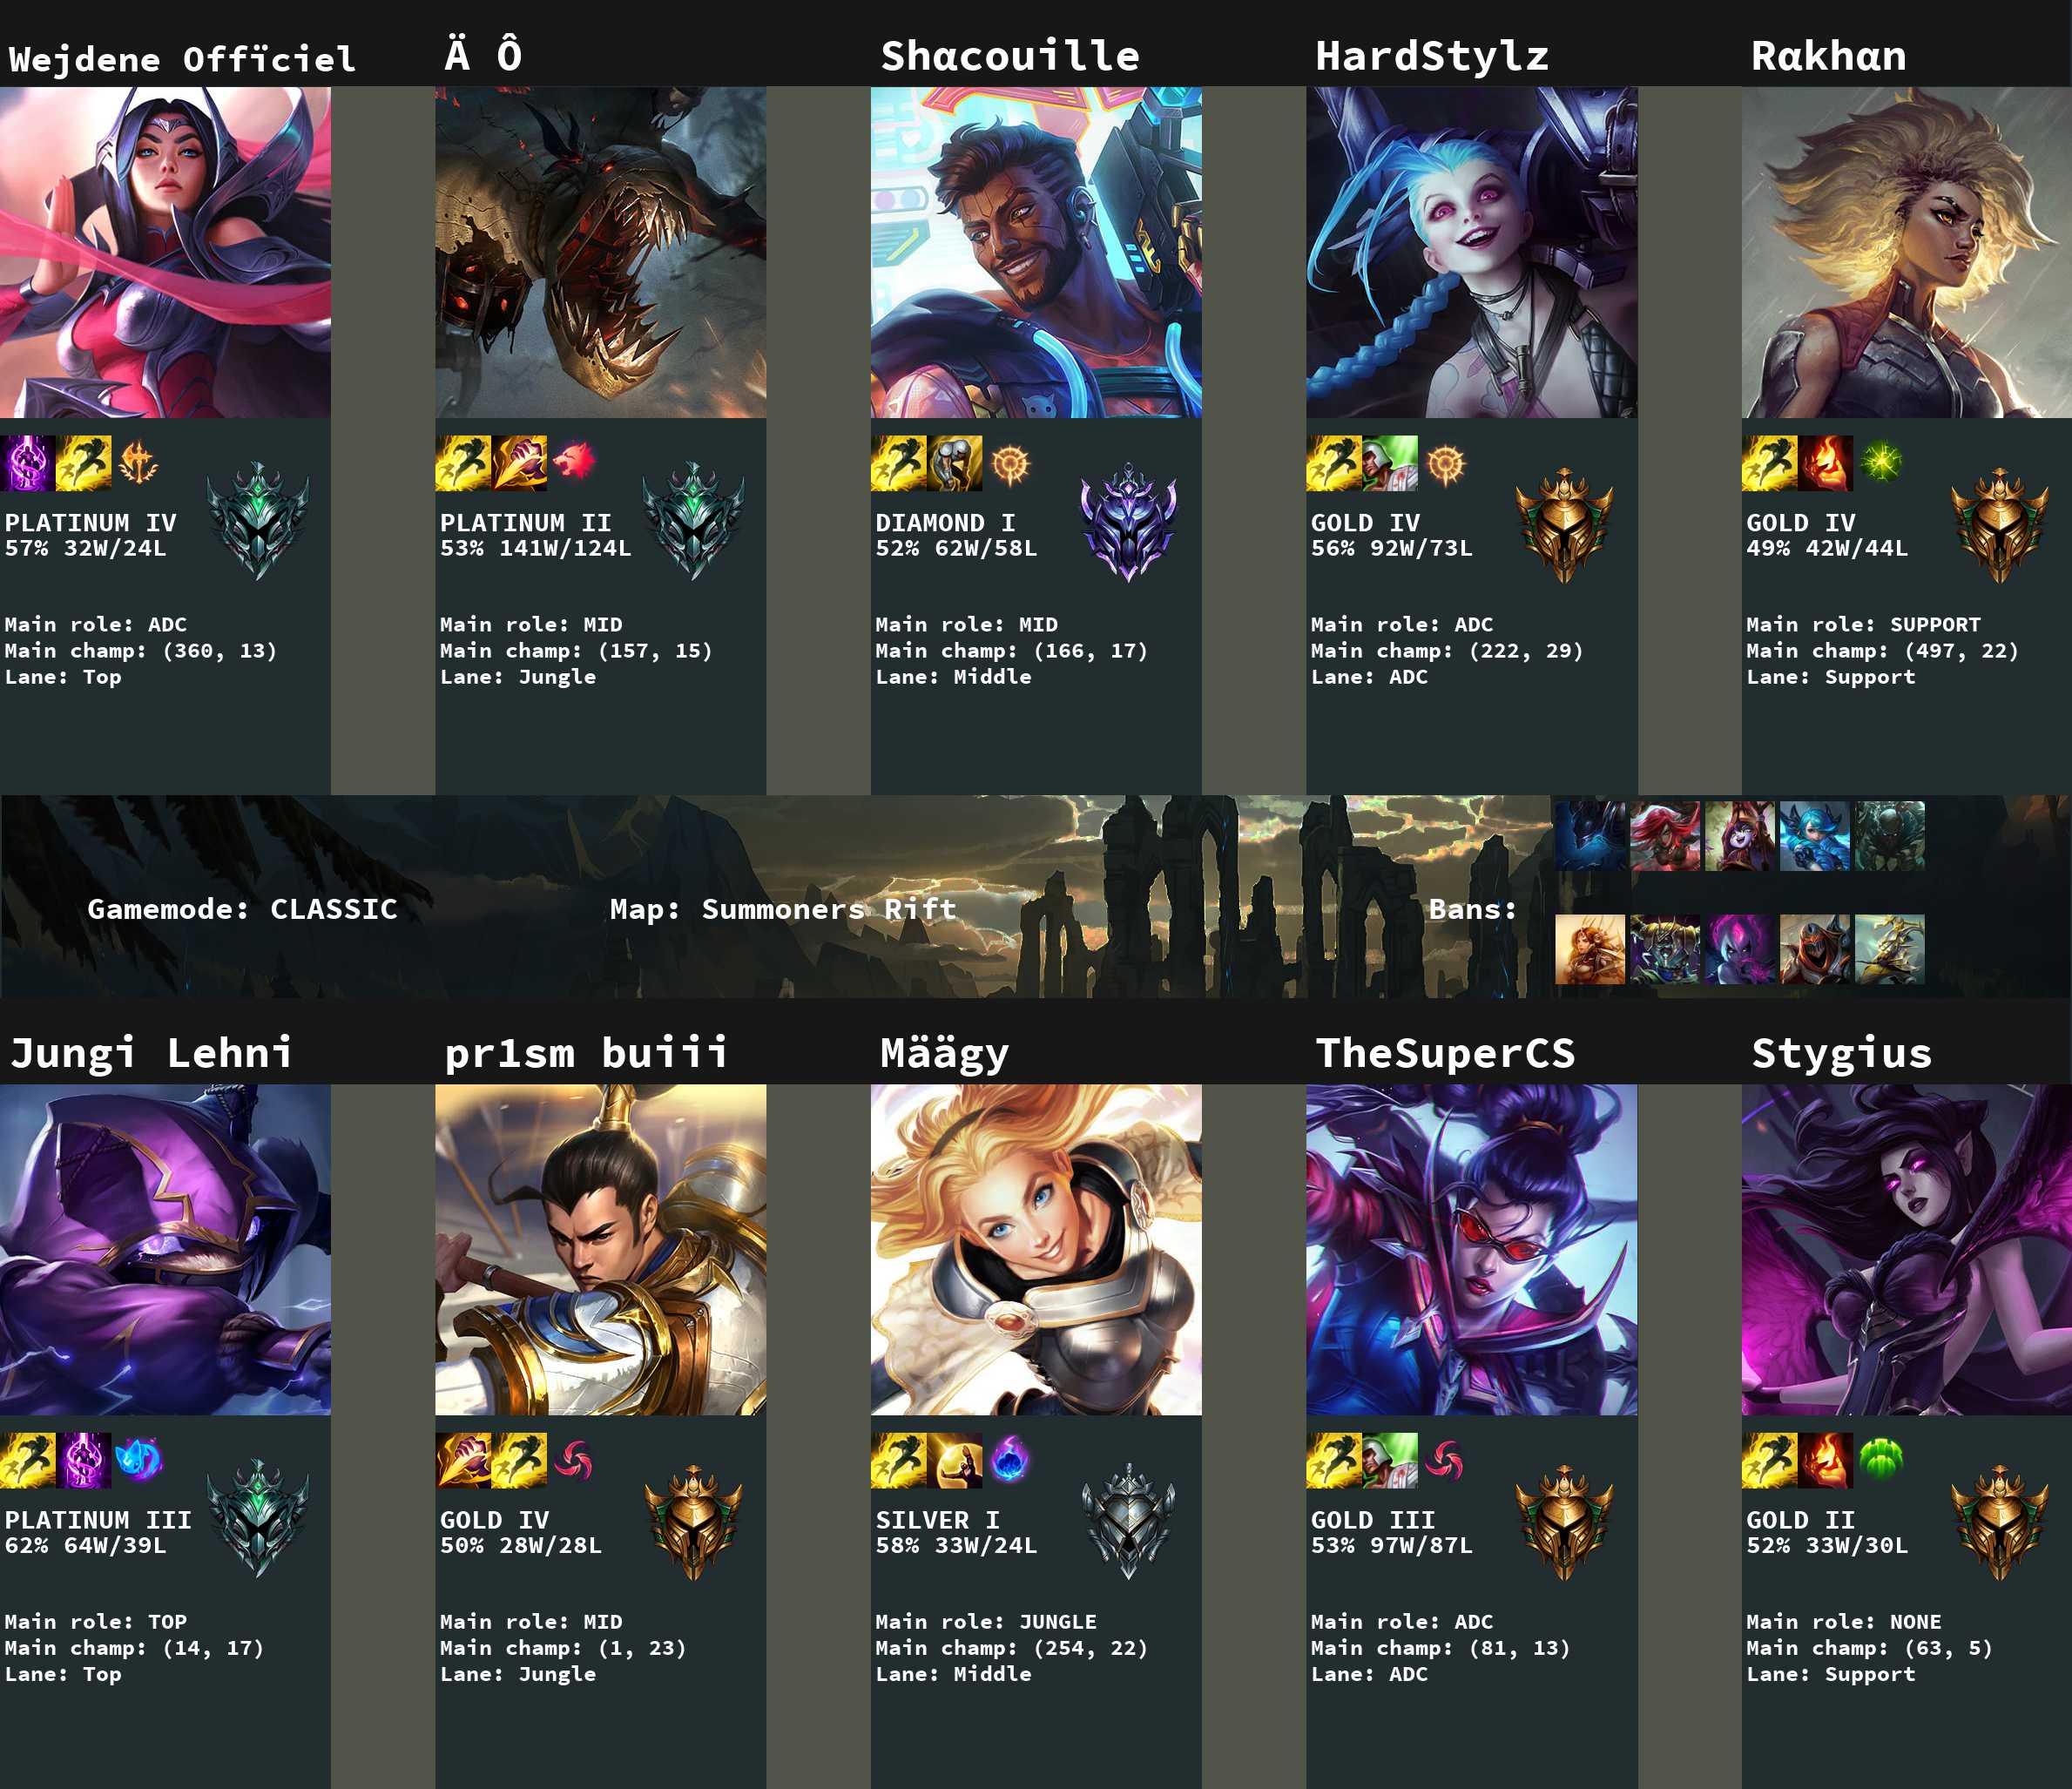 Wejdene Offïciel
Ä Ô
Shαcouille
HardStylz
Rαkhαn
PLATINUM IV
57% 32W/24L
Main role: ADC
Main champ: (360, 13)
Lane: Top
PLATINUM II
53% 141W/124L
Main role: MID
Main champ: (157, 15)
Lane: Jungle
DIAMOND I
52% 62W/58L
Main role: MID
Main champ: (166, 17)
Lane: Middle
GOLD IV
56% 92W/73L
Main role: ADC
Main champ: (222, 29)
Lane: ADC
GOLD IV
49% 42W/44L
Main role: SUPPORT
Main champ: (497, 22)
Lane: Support
Gamemode: CLASSIC
Map: Summoners Rift
Bans:
Jungi Lehni
pr1sm buiii
Määgy
TheSuperCS
Stygius
PLATINUM III
62% 64W/39L
Main role: TOP
Main champ: (14, 17)
Lane: Top
GOLD IV
50% 28W/28L
Main role: MID
Main champ: (1, 23)
Lane: Jungle
SILVER I
58% 33W/24L
Main role: JUNGLE
Main champ: (254, 22)
Lane: Middle
GOLD III
53% 97W/87L
Main role: ADC
Main champ: (81, 13)
Lane: ADC
GOLD II
52% 33W/30L
Main role: NONE
Main champ: (63, 5)
Lane: Support